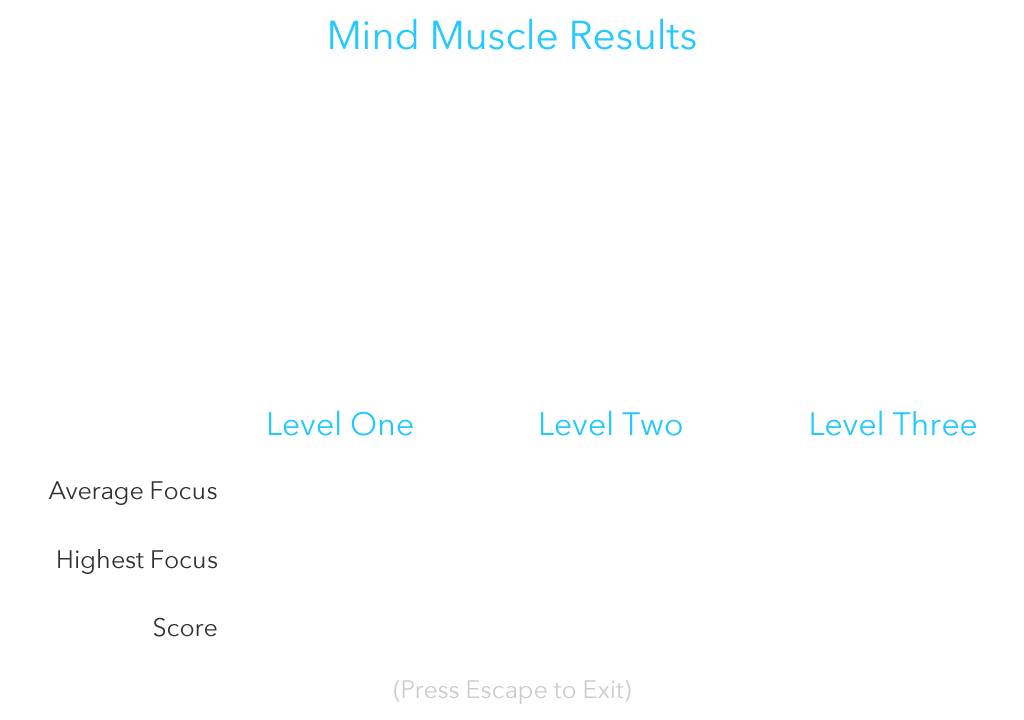 Mind Muscle Results
Level One Level Two Level Three
Average Focus
Highest Focus
Score
(Press Escape to Exit)